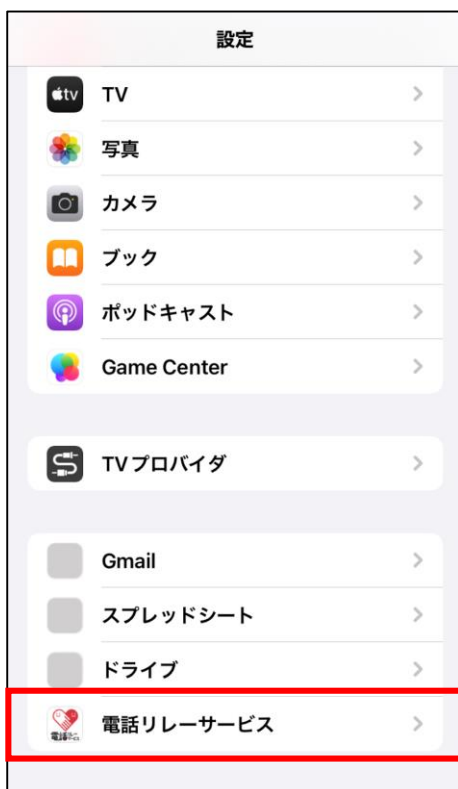 設定
tv TV
写真
カメラ
ブック
ポッドキャスト
Game Center
TVプロバイダ
Gmail
スプレッドシート
ドライブ
電話リレーサービス